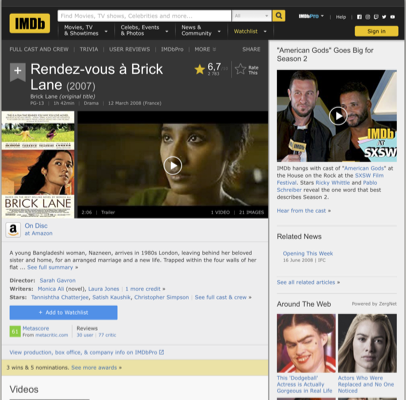 IMDb
Find Movies, TV shows, Celebrities and more...
All
IMDbPro
Help
Movies, TV
& Showtimes
Celebs, Events
& Photos
News &
Community
Watchlist
Sign in
FULL CAST AND CREW | TRIVIA | USER REVIEWS | IMDbPro | MORE
SHARE
Rendez-vous à Brick
Lane (2007)
Brick Lane (original title)
PG-13 | 1h 42min | Drama | 12 March 2008 (France)
6,7
Rate
This
BRICK LANE
2:06 | Trailer
1 VIDEO | 21 IMAGES
a
On Disc
at Amazon
A young Bangladeshi woman, Nazneen, arrives in 1980s London, leaving behind her beloved
sister and home, for an arranged marriage and a new life. Trapped within the four walls of her
flat ... See full summary »
Director: Sarah Gavron
Writers: Monica Ali (novel), Laura Jones | 1 more credit »
Stars: Tannishtha Chatterjee, Satish Kaushik, Christopher Simpson | See full cast & crew »
+ Add to Watchlist
Metascore
From metacritic.com
Reviews
30 user | 77 critic
View production, box office, & company info on IMDbPro
3 wins & 5 nominations. See more awards »
Videos
"American Gods" Goes Big for
Season 2
IMDb
AT
SXSW
IMDb hangs with cast of "American Gods" at
the House on the Rock at SXSW Film
Festival. Stars Ricky Whittle and Pablo
Schreiber reveal the one word that best
describes Season 2.
Hear from the cast »
Related News
Opening This Week
16 June 2008 | IFC
See all related articles »
Around The Web
Powered by ZergNet
This 'Dodgeball'
Actress is Actually
Gorgeous in Real Life
Actors Who Were
Replaced and No One
Noticed